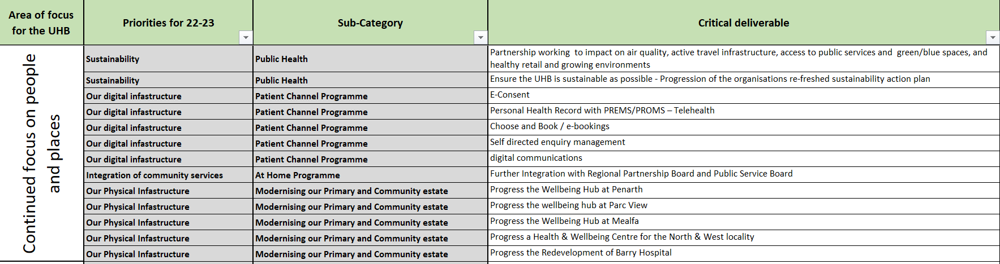 Area of focus
for the UHB
Priorities for 22-23
Sub-Category
Critical deliverable
Continued focus on people
and places
Sustainability
Public Health
Partnership working  to impact on air quality, active travel infrastructure, access to public services and  green/blue spaces, and
healthy retail and growing environments
Sustainability
Public Health
Ensure the UHB is sustainable as possible - Progression of the organisations re-freshed sustainability action plan
Our digital infastructure
Patient Channel Programme
E-Consent
Our digital infastructure
Patient Channel Programme
Personal Health Record with PREMS/PROMS – Telehealth
Our digital infastructure
Patient Channel Programme
Choose and Book / e-bookings
Our digital infastructure
Patient Channel Programme
Self directed enquiry management
Our digital infastructure
Patient Channel Programme
digital communications
Integration of community services
At Home Programme
Further Integration with Regional Partnership Board and Public Service Board
Our Physical Infastructure
Modernising our Primary and Community estate
Progress the Wellbeing Hub at Penarth
Our Physical Infastructure
Modernising our Primary and Community estate
Progress the wellbeing hub at Parc View
Our Physical Infastructure
Modernising our Primary and Community estate
Progress the Wellbeing Hub at Mealfa
Our Physical Infastructure
Modernising our Primary and Community estate
Progress a Health & Wellbeing Centre for the North & West locality
Our Physical Infastructure
Modernising our Primary and Community estate
Progress the Redevelopment of Barry Hospital